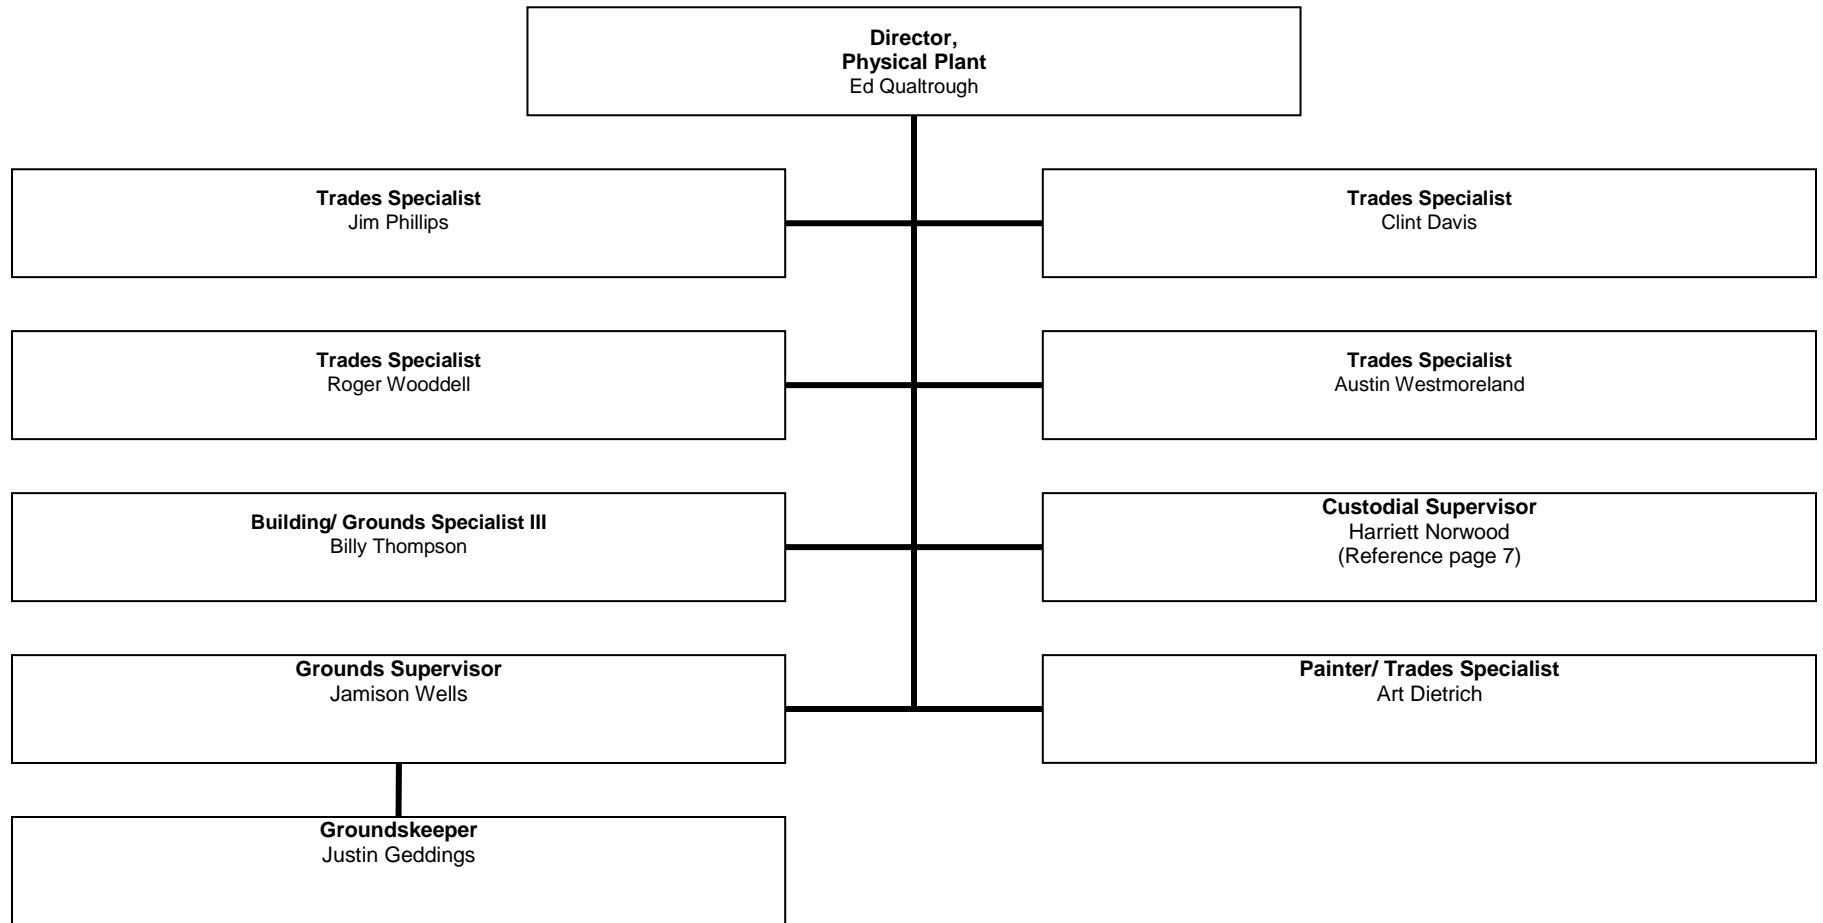 Director,
Physical Plant
Ed Qualtrough
Trades Specialist
Jim Phillips
Trades Specialist
Clint Davis
Trades Specialist
Roger Wooddell
Trades Specialist
Austin Westmoreland
Building/ Grounds Specialist III
Billy Thompson
Custodial Supervisor
Harriett Norwood
(Reference page 7)
Grounds Supervisor
Jamison Wells
Painter/ Trades Specialist
Art Dietrich
Groundskeeper
Justin Geddings